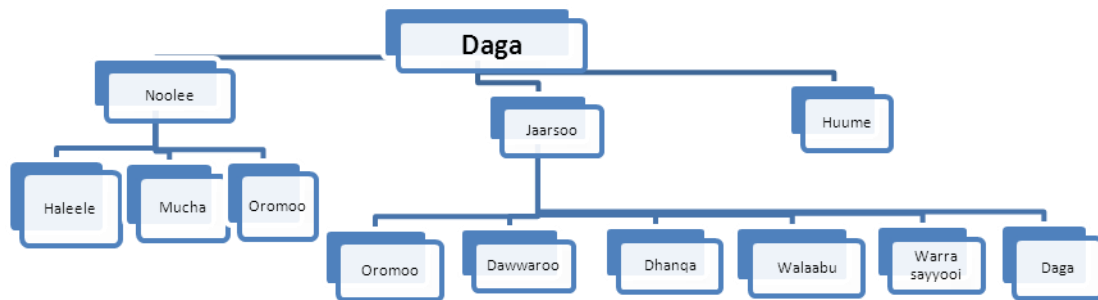 Daga
Noolee
Jaarsoo
Huume
Haleele
Mucha
Oromoo
Oromoo
Dawwaroo
Dhanqa
Walaabu
Warra
sayyooi
Daga